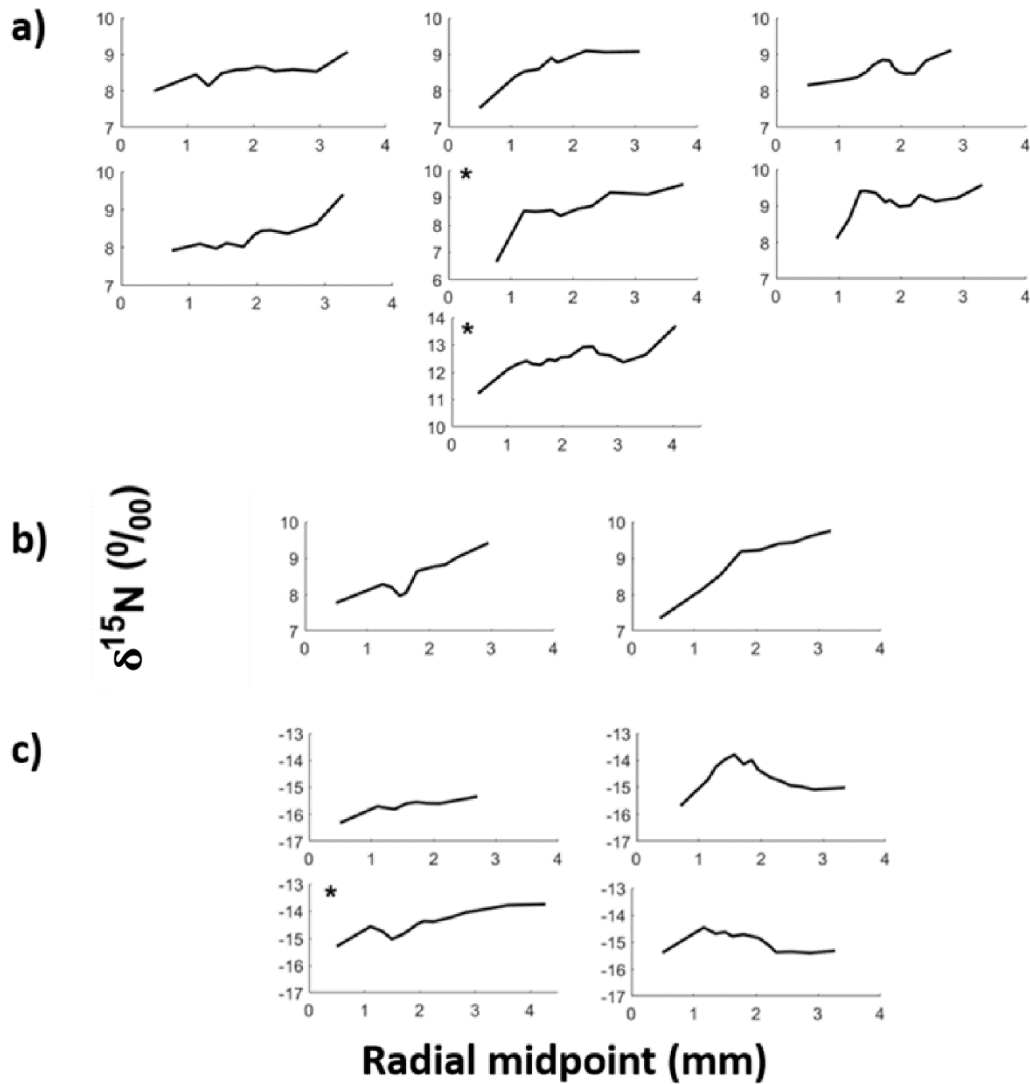 a)
10 10 10
9 9 9
8 8 8
7 7 7
0 1 2 3 4 0 1 2 3 4 0 1 2 3 4
10 * 10 10
9 9 9
8 8 8
7 7
7 6 7
0 1 2 3 4 0 1 2 3 4 0 1 2 3 4
14 *
13
12
11
10
0 1 2 3 4
δ15N (0/00)
b)
10 10
9 9
8 8
7 7
0 1 2 3 4 0 1 2 3 4
c)
-13 -13
-14 -14
-15 -15
-16 -16
-17 -17
0 1 2 3 4 0 1 2 3 4
-13 * -13
-14 -14
-15 -15
-16 -16
-17 -17
0 1 2 3 4 0 1 2 3 4
Radial midpoint (mm)